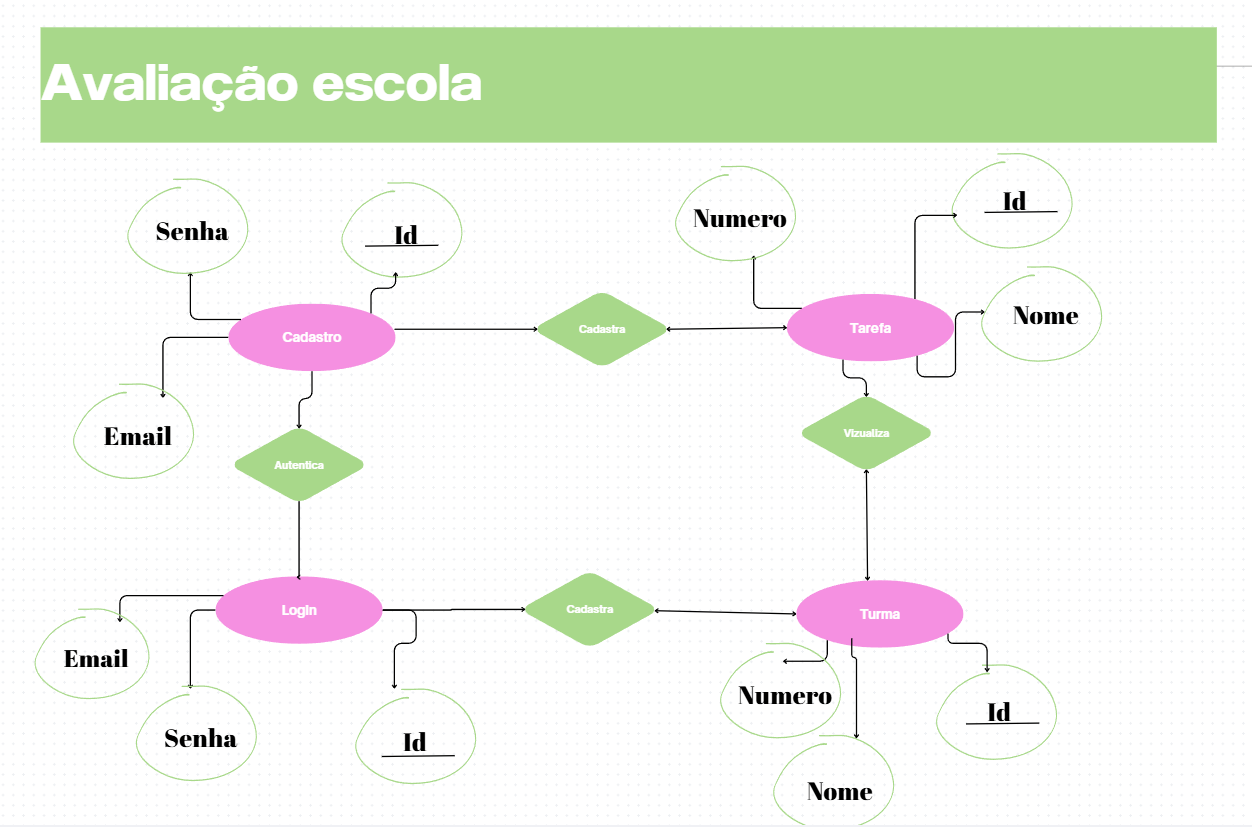 Avaliação escola
Senha
Id
Numero
Id
Nome
Cadastro
Cadastra
Tarefa
Email
Autentica
Vizualiza
Login
Cadastra
Turma
Email
Senha
Id
Numero
Id
Nome